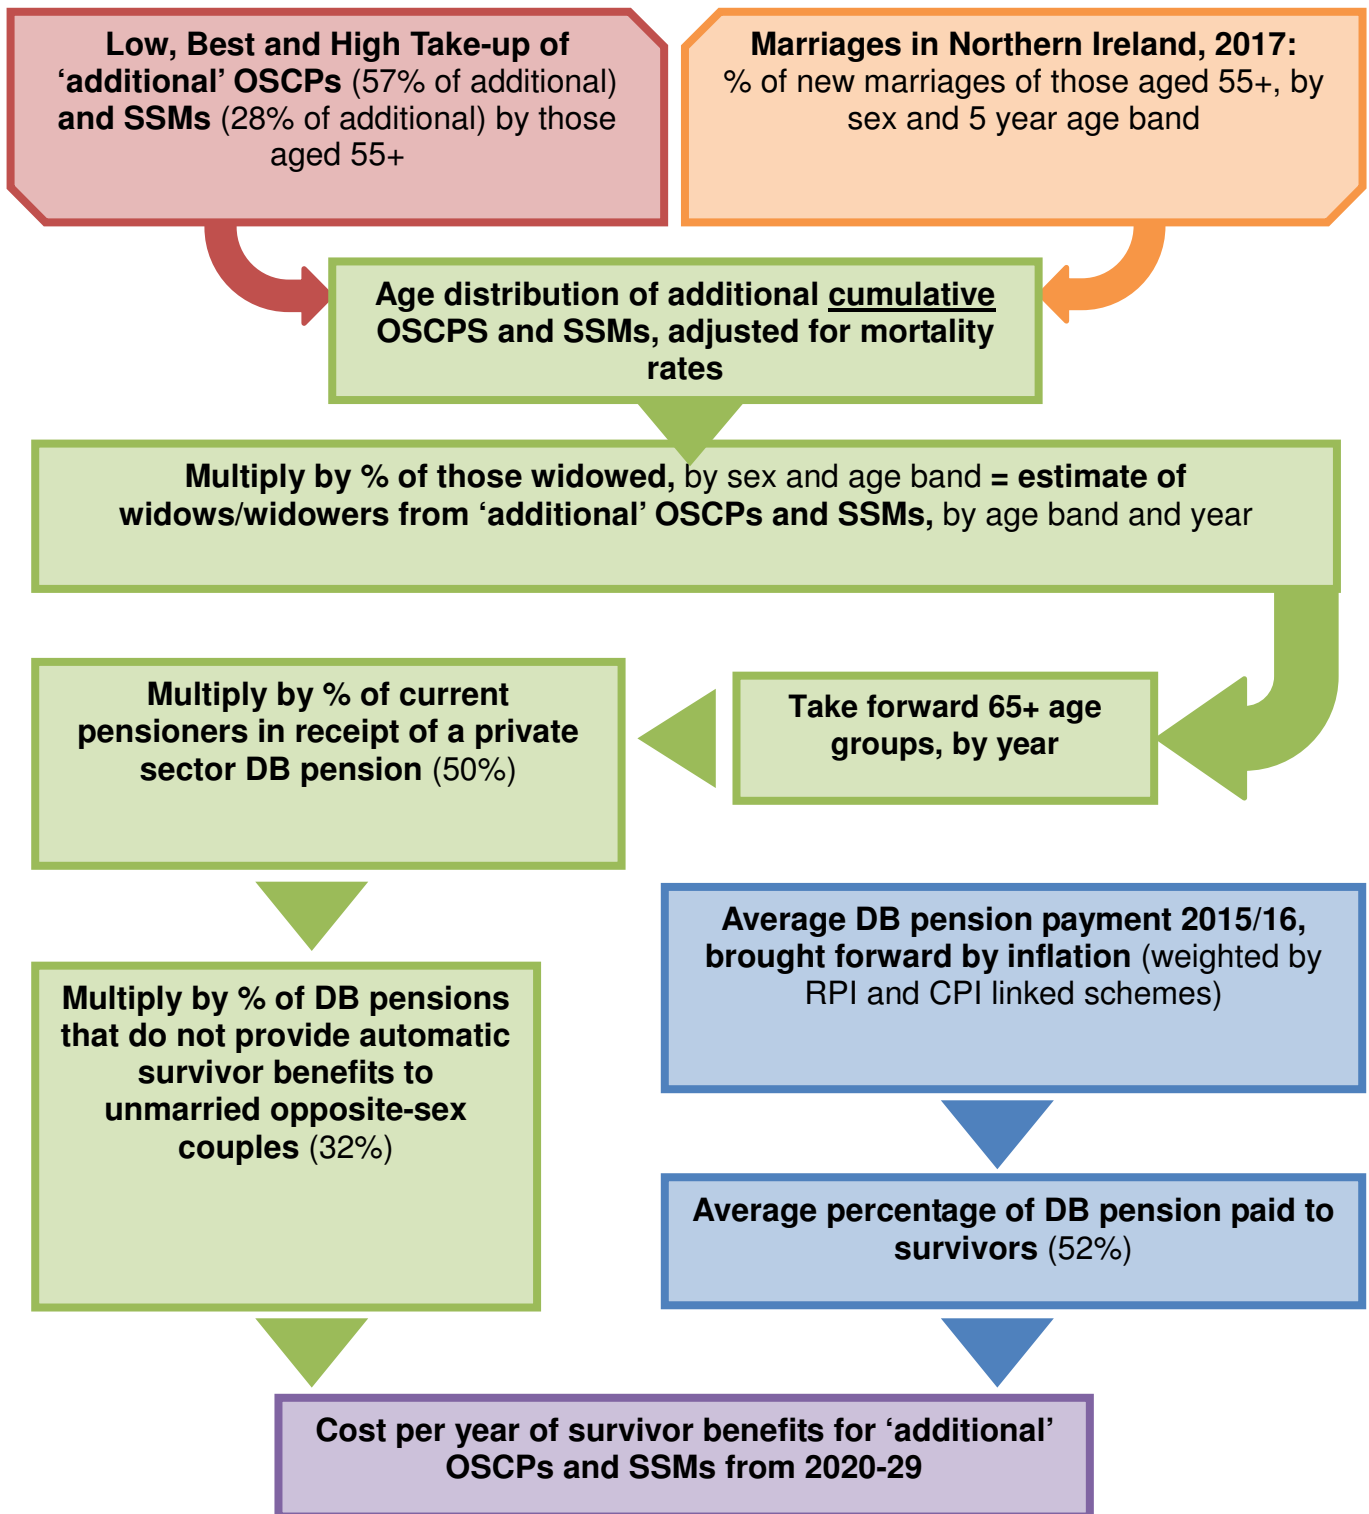 Low, Best and High Take-up of
‘additional’ OSCPs (57% of additional)
and SSMs (28% of additional) by those
aged 55+
Marriages in Northern Ireland, 2017:
% of new marriages of those aged 55+, by
sex and 5 year age band
Age distribution of additional cumulative
OSCPS and SSMs, adjusted for mortality
rates
Multiply by % of those widowed, by sex and age band = estimate of
widows/widowers from ‘additional’ OSCPs and SSMs, by age band and year
Take forward 65+ age
groups, by year
Multiply by % of current
pensioners in receipt of a private
sector DB pension (50%)
Multiply by % of DB pensions
that do not provide automatic
survivor benefits to
unmarried opposite-sex
couples (32%)
Average DB pension payment 2015/16,
brought forward by inflation (weighted by
RPI and CPI linked schemes)
Average percentage of DB pension paid to
survivors (52%)
Cost per year of survivor benefits for ‘additional’
OSCPs and SSMs from 2020-29